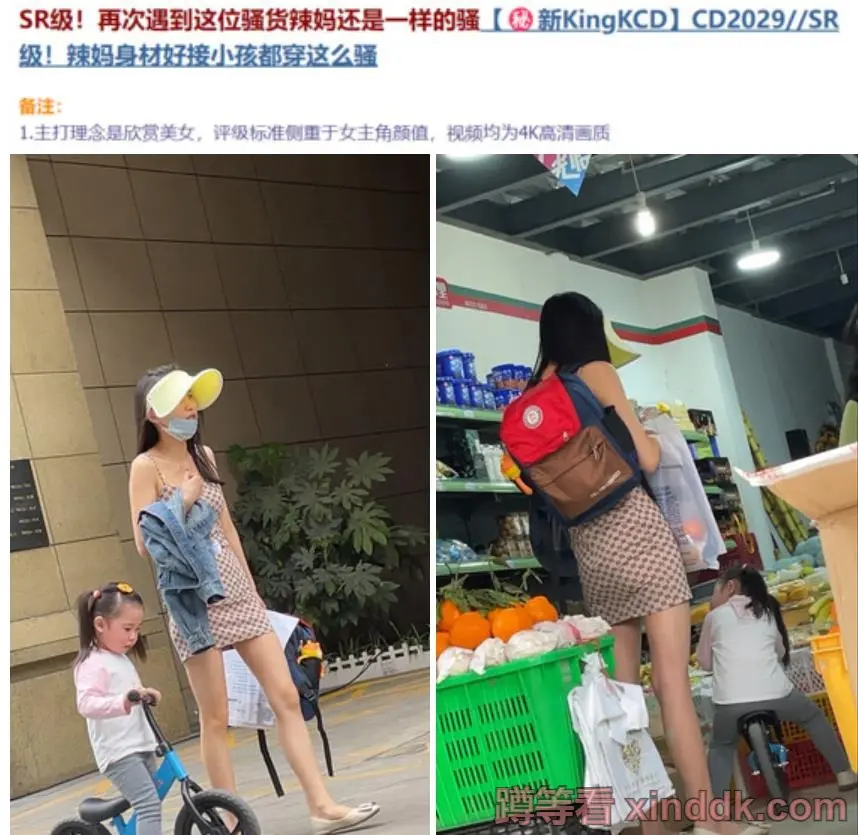 SR级！再次遇到这位骚货辣妈还是一样的骚【㊙新KingKCD】CD2029//SR
级！辣妈身材好接小孩都穿这么骚
备注：
1.主打理念是欣赏美女，评级标准侧重于女主角颜值，视频均为4K高清画质
蹲等看 xinddk.com